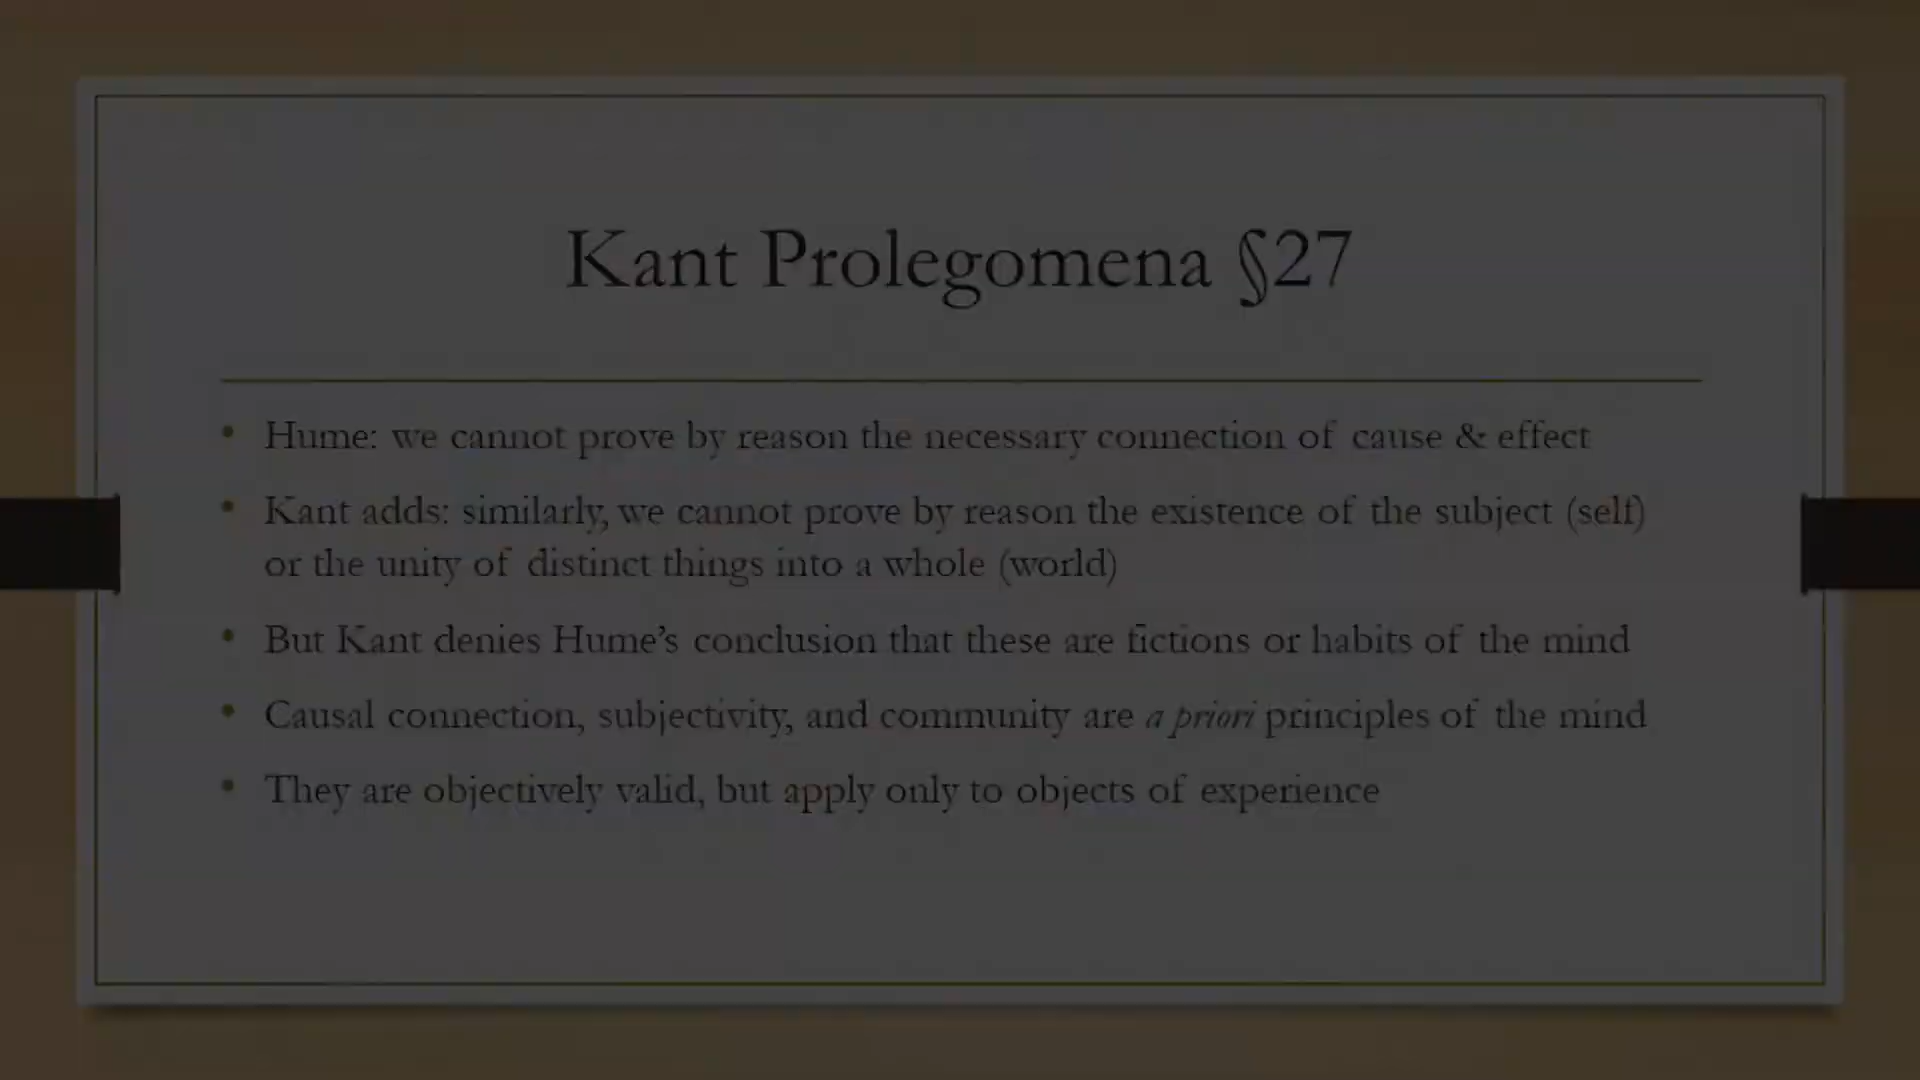 Kant Prolegomena §27
• Hume: we cannot prove by reason the necessary connection of cause & effect
• Kant adds: similarly, we cannot prove by reason the existence of the subject (self)
or the unity of distinct things into a whole (world)
• But Kant denies Hume’s conclusion that these are fictions or habits of the mind
• Causal connection, subjectivity, and community are a priori principles of the mind
• They are objectively valid, but apply only to objects of experience